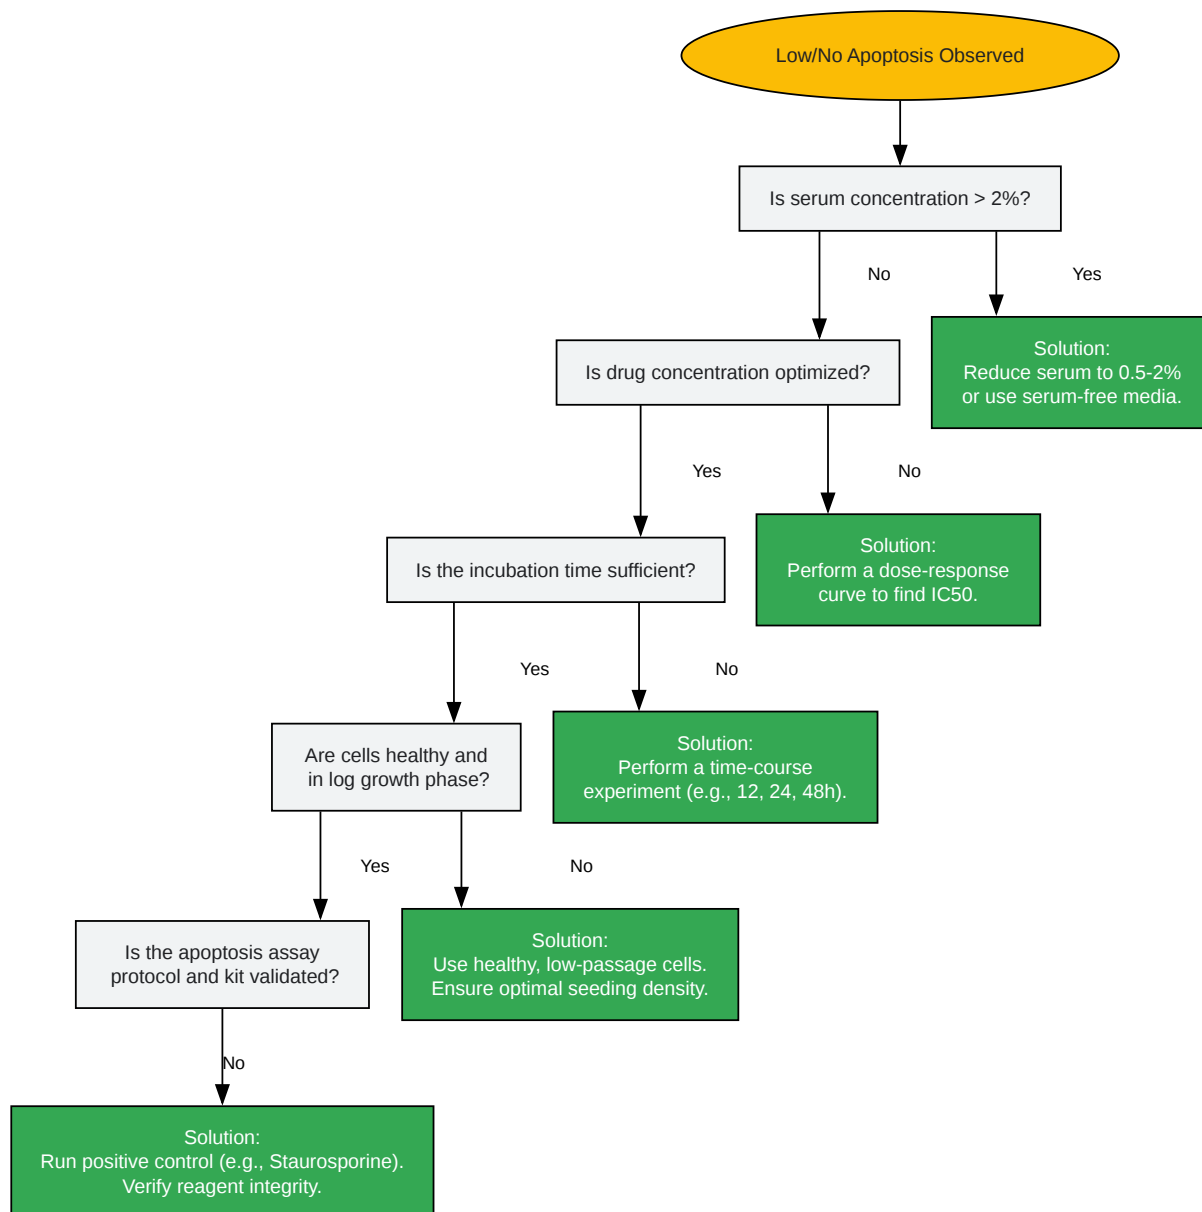 Low/No Apoptosis Observed
Is serum concentration > 2%?
No
Yes
Solution:
Reduce serum to 0.5-2%
or use serum-free media.
Is drug concentration optimized?
Yes
No
Solution:
Perform a dose-response
curve to find IC50.
Is the incubation time sufficient?
Yes
No
Solution:
Perform a time-course
experiment (e.g., 12, 24, 48h).
Are cells healthy and
in log growth phase?
Yes
No
Solution:
Use healthy, low-passage cells.
Ensure optimal seeding density.
Is the apoptosis assay
protocol and kit validated?
No
Solution:
Run positive control (e.g., Staurosporine).
Verify reagent integrity.